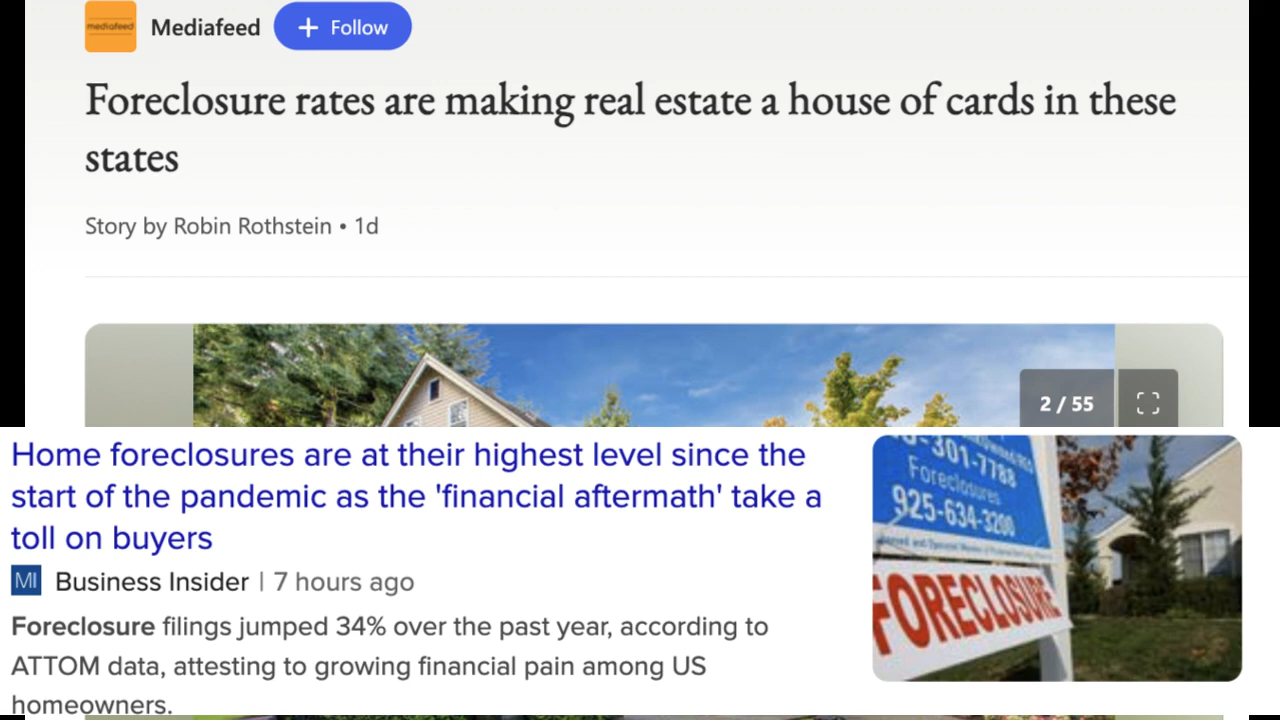 mediafeed
Mediafeed
+ Follow
Foreclosure rates are making real estate a house of cards in these
states
Story by Robin Rothstein • 1d
2 / 55
Home foreclosures are at their highest level since the
start of the pandemic as the 'financial aftermath' take a
toll on buyers
MI Business Insider | 7 hours ago
Foreclosure filings jumped 34% over the past year, according to
ATTOM data, attesting to growing financial pain among US
homeowners.
301-7788
Foreclosures
925-634-3200
FORECLOSURE